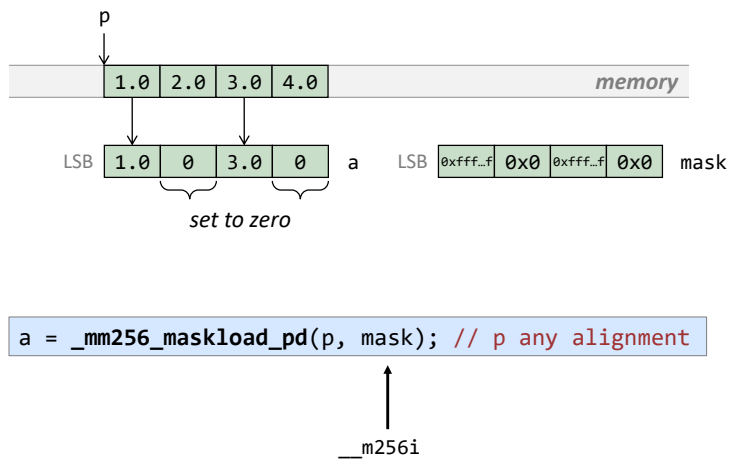 p
1.0 2.0 3.0 4.0 memory
LSB 1.0 0 3.0 0 a LSB 0xfff…f 0x0 0xfff…f 0x0 mask
set to zero
a = _mm256_maskload_pd(p, mask); // p any alignment
__m256i